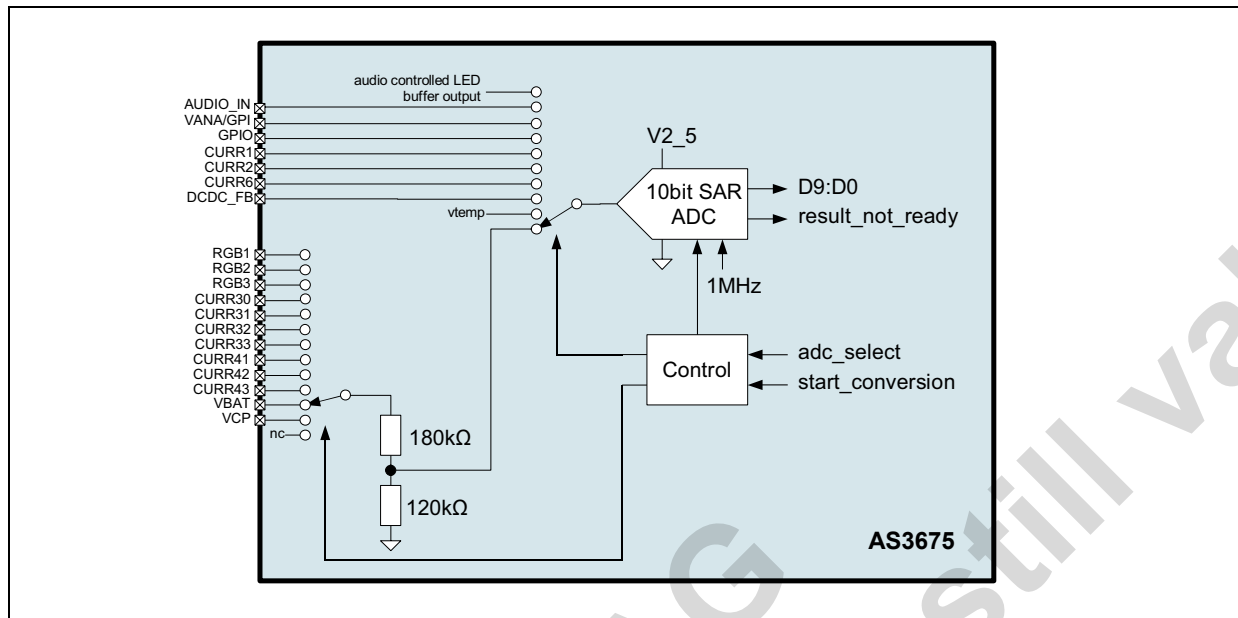 audio controlled LED
buffer output
AUDIO_IN
VANA/GPI
GPIO
CURR1
CURR2
CURR6
DCDC_FB
vtemp
V2_5
10bit SAR
ADC
D9:D0
result_not_ready
1MHz
RGB1
RGB2
RGB3
CURR30
CURR31
CURR32
CURR33
CURR41
CURR42
CURR43
VBAT
VCP
nc
180kΩ
120kΩ
Control
adc_select
start_conversion
AS3675
G
still va